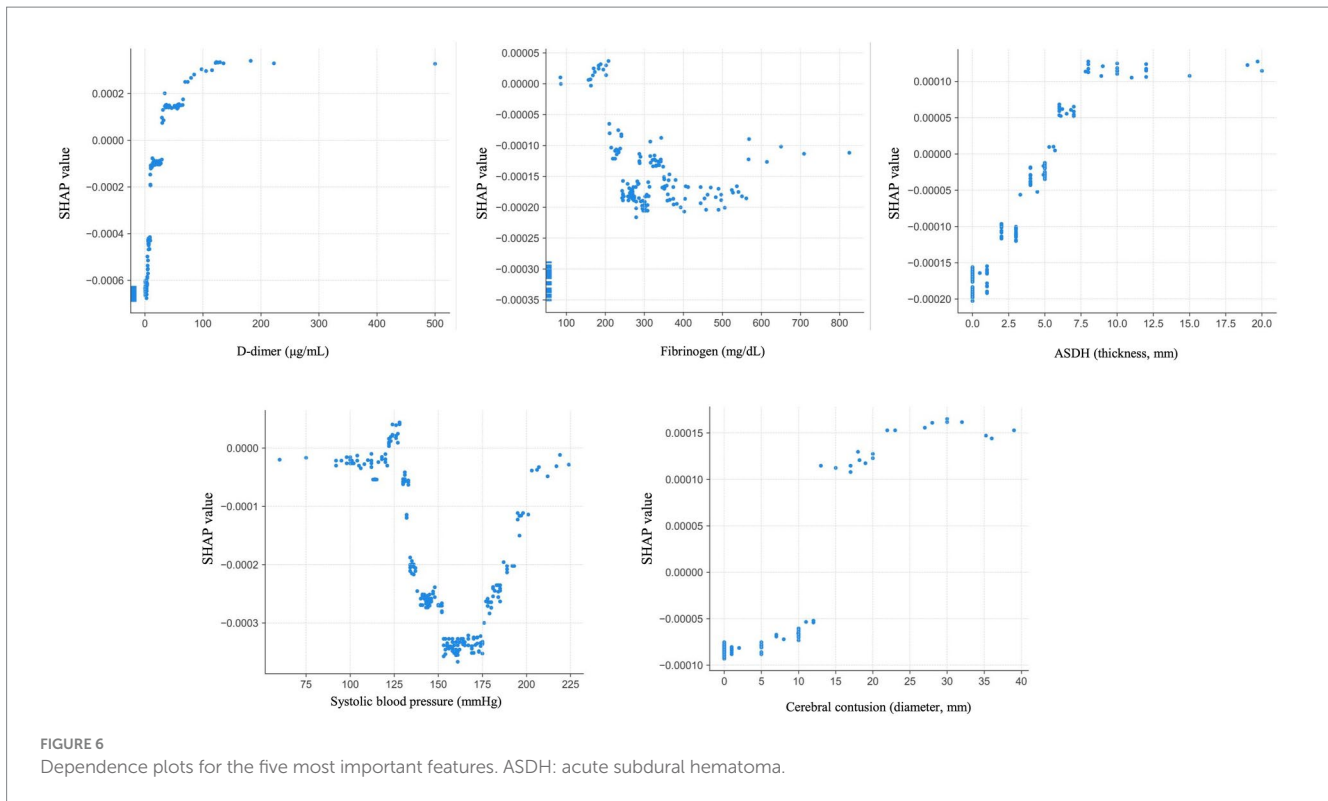 0.0002
0.0000
−0.0002
−0.0004
−0.0006
SHAP value
0 100 200 300 400 500
D-dimer (µg/mL)
0.00005
0.00000
−0.00005
−0.00010
−0.00015
−0.00020
−0.00025
−0.00030
−0.00035
SHAP value
100 200 300 400 500 600 700 800
Fibrinogen (mg/dL)
0.00010
0.00005
0.00000
−0.00005
−0.00010
−0.00015
−0.00020
SHAP value
0.0 2.5 5.0 7.5 10.0 12.5 15.0 17.5 20.0
ASDH (thickness, mm)
0.0000
−0.0001
−0.0002
−0.0003
SHAP value
75 100 125 150 175 200 225
Systolic blood pressure (mmHg)
0.00015
0.00010
0.00005
0.00000
−0.00005
−0.00010
SHAP value
0 5 10 15 20 25 30 35 40
Cerebral contusion (diameter, mm)
FIGURE 6
Dependence plots for the five most important features. ASDH: acute subdural hematoma.